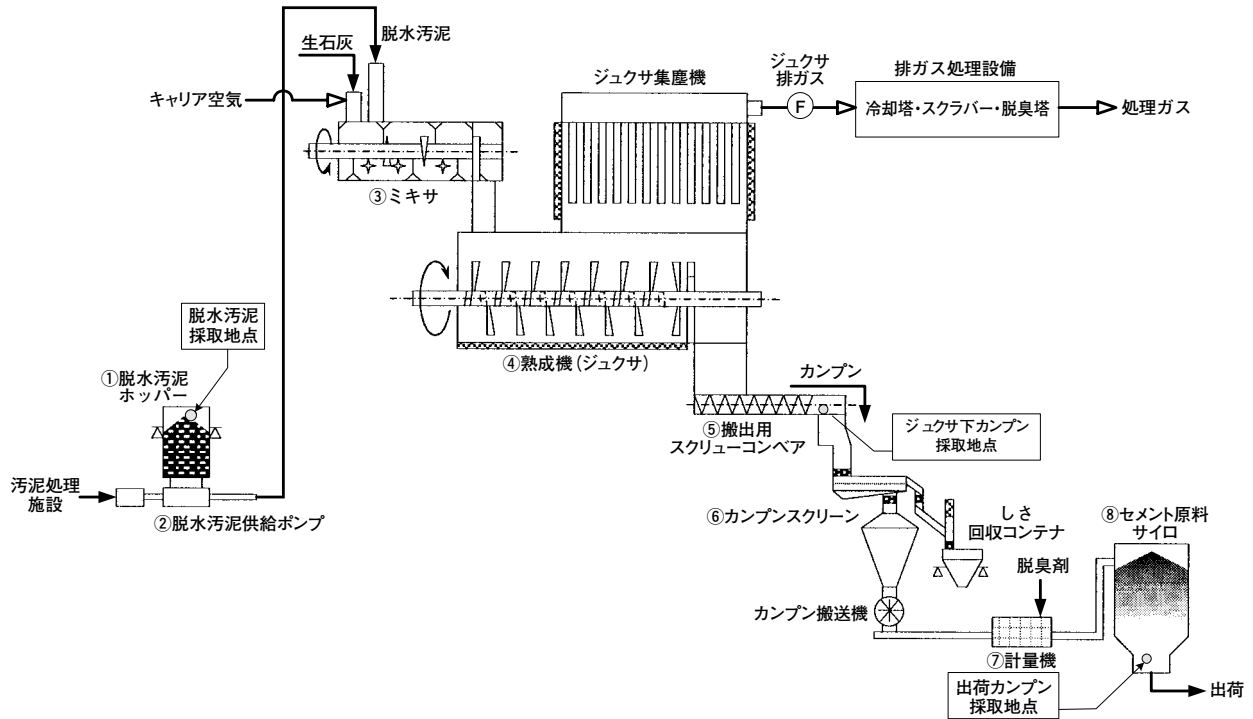 脱水汚泥
生石灰
キャリア空気
③ミキサ
ジュクサ集塵機
ジュクサ
排ガス
F
排ガス処理設備
冷却塔・スクラバー・脱臭塔
処理ガス
脱水汚泥
採取地点
①脱水汚泥
ホッパー
汚泥処理
施設
②脱水汚泥供給ポンプ
④熟成機(ジュクサ)
カンプン
⑤搬出用
スクリューコンベア
ジュクサ下カンプン
採取地点
⑥カンプンスクリーン
しさ
回収コンテナ
⑧セメント原料
サイロ
脱臭剤
カンプン搬送機
⑦計量機
出荷カンプン
採取地点
出荷